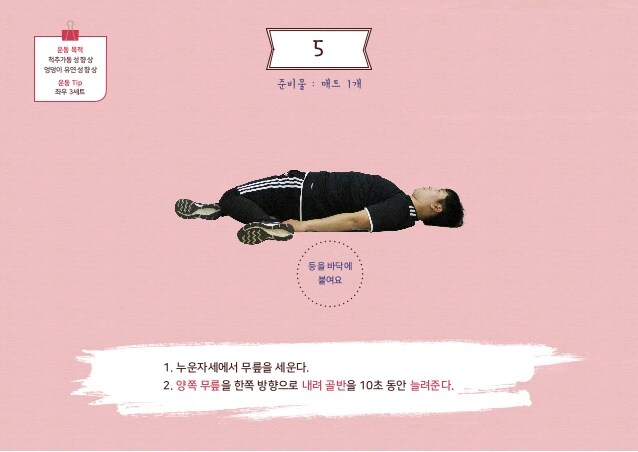 운동 목적
척추가동성향상
엉덩이 유연성향상
운동 Tip
좌우 3세트
5
준비물 : 매트 1개
등을 바닥에
붙여요
1. 누운자세에서 무릎을 세운다.
2. 양쪽 무릎을 한쪽 방향으로 내려 골반을 10초 동안 늘려준다.